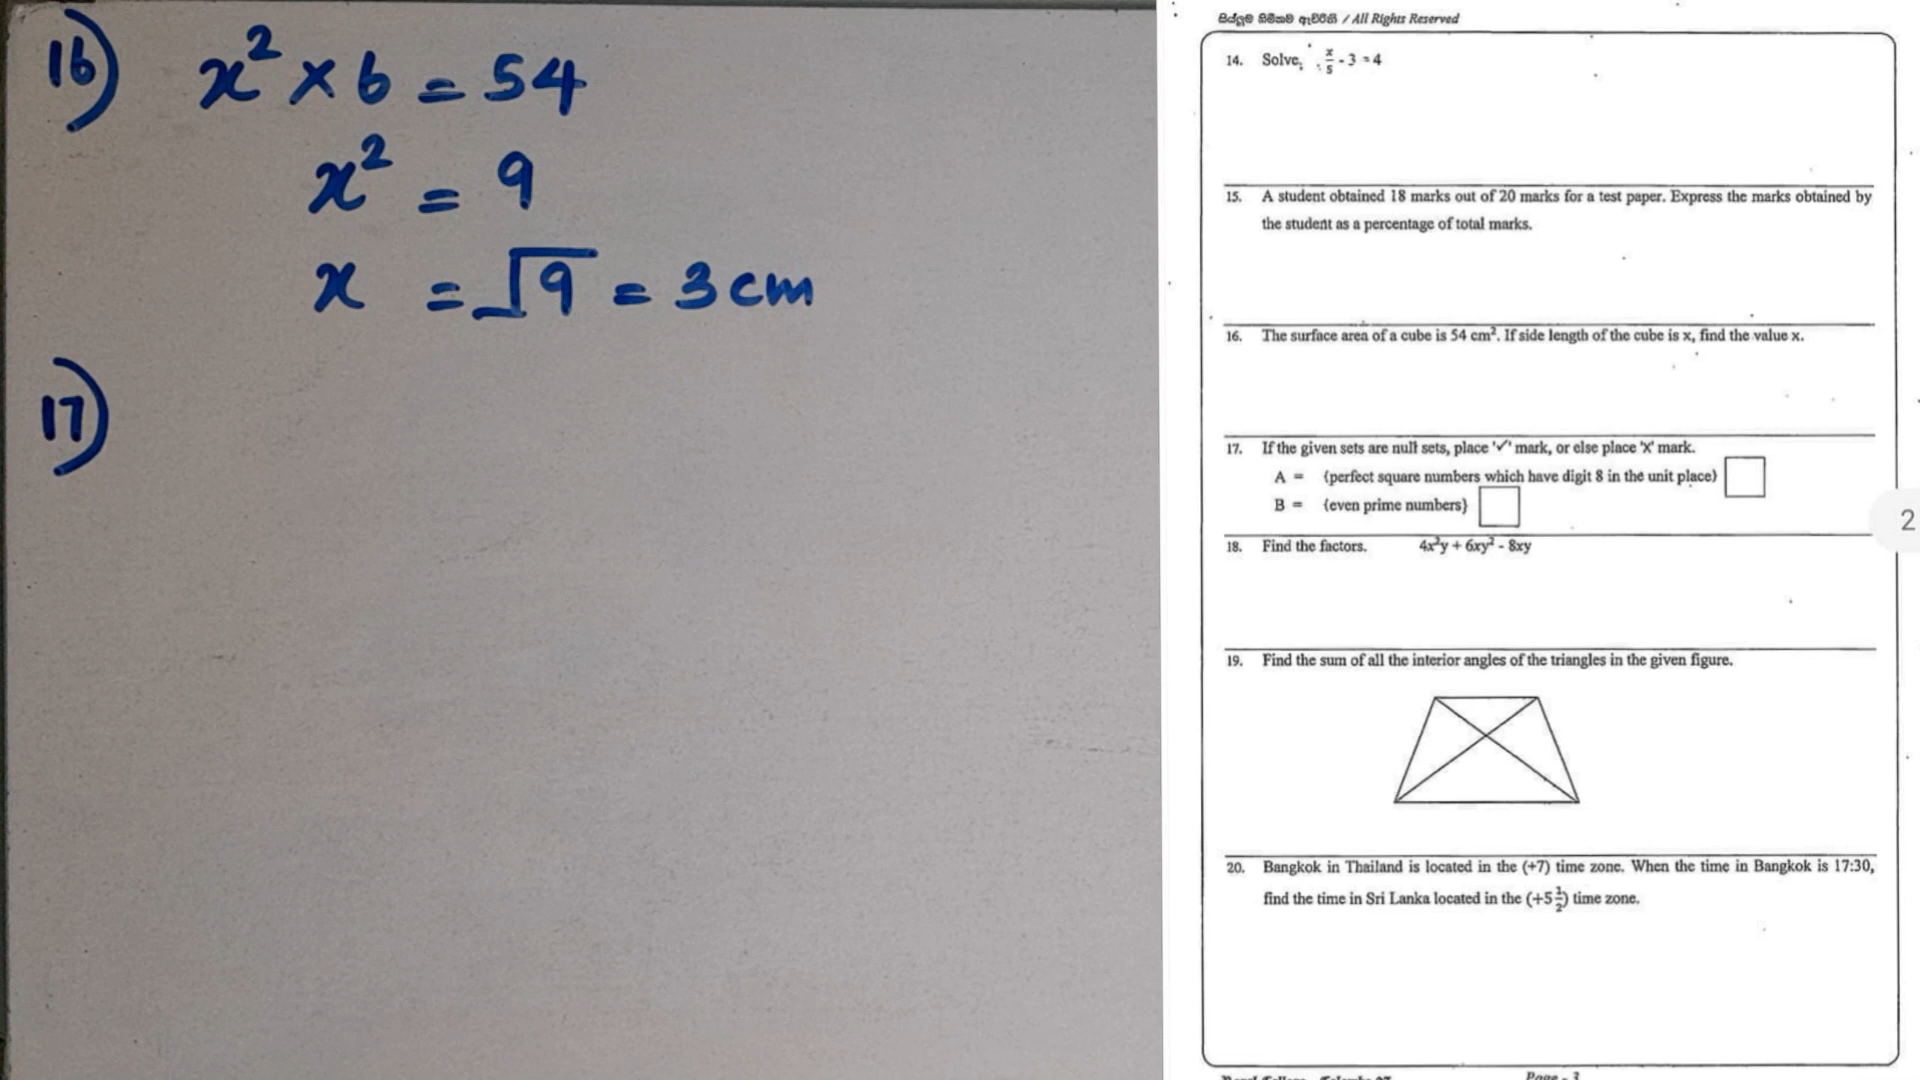 16) x² × 6 = 54
x² = 9
x = √9 = 3cm
17)
සියලුම හිමිකම් ඇවිරිණි / All Rights Reserved
14. Solve, x/5 - 3 = 4
15. A student obtained 18 marks out of 20 marks for a test paper. Express the marks obtained by
the student as a percentage of total marks.
16. The surface area of a cube is 54 cm². If side length of the cube is x, find the value x.
17. If the given sets are null sets, place '✓' mark, or else place 'X' mark.
A = {perfect square numbers which have digit 8 in the unit place}
B = {even prime numbers}
18. Find the factors. 4x²y + 6xy² - 8xy
19. Find the sum of all the interior angles of the triangles in the given figure.
20. Bangkok in Thailand is located in the (+7) time zone. When the time in Bangkok is 17:30,
find the time in Sri Lanka located in the (+5 1/2) time zone.
2
Page - 3